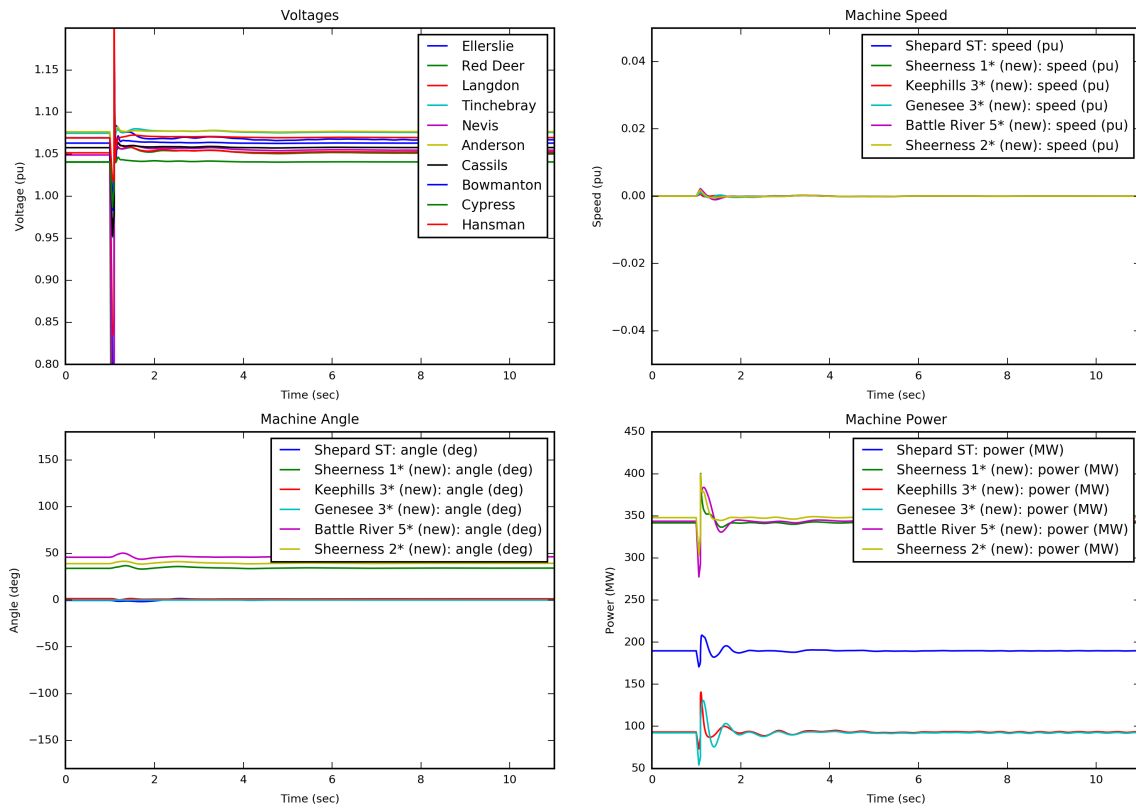 Voltages
1.15
1.10
1.05
1.00
0.95
0.90
0.85
0.80
Voltage (pu)
0
2
4
6
8
10
Time (sec)
Ellerslie
Red Deer
Langdon
Tinchebray
Nevis
Anderson
Cassils
Bowmanton
Cypress
Hansman
Machine Speed
0.04
0.02
0.00
−0.02
−0.04
Speed (pu)
0
2
4
6
8
10
Time (sec)
Shepard ST: speed (pu)
Sheerness 1* (new): speed (pu)
Keephills 3* (new): speed (pu)
Genesee 3* (new): speed (pu)
Battle River 5* (new): speed (pu)
Sheerness 2* (new): speed (pu)
Machine Angle
150
100
50
0
−50
−100
−150
Angle (deg)
0
2
4
6
8
10
Time (sec)
Shepard ST: angle (deg)
Sheerness 1* (new): angle (deg)
Keephills 3* (new): angle (deg)
Genesee 3* (new): angle (deg)
Battle River 5* (new): angle (deg)
Sheerness 2* (new): angle (deg)
Machine Power
450
400
350
300
250
200
150
100
50
Power (MW)
0
2
4
6
8
10
Time (sec)
Shepard ST: power (MW)
Sheerness 1* (new): power (MW)
Keephills 3* (new): power (MW)
Genesee 3* (new): power (MW)
Battle River 5* (new): power (MW)
Sheerness 2* (new): power (MW)